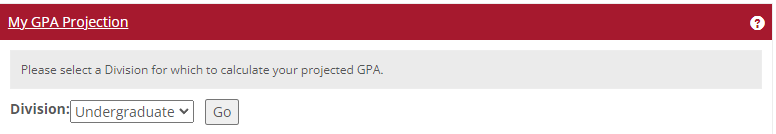 My GPA Projection ?
Please select a Division for which to calculate your projected GPA.
Division: Undergraduate Go